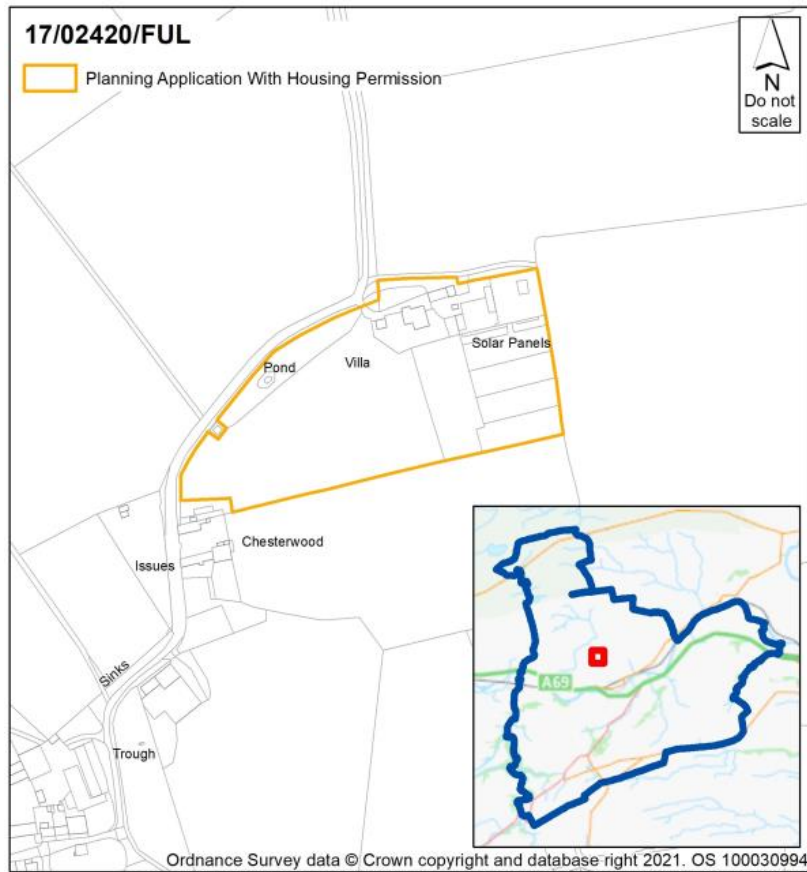 17/02420/FUL
Planning Application With Housing Permission
N
Do not
scale
Solar Panels
Pond
Villa
Chesterwood
Issues
Sinks
Trough
A69
Ordnance Survey data © Crown copyright and database right 2021. OS 100030994